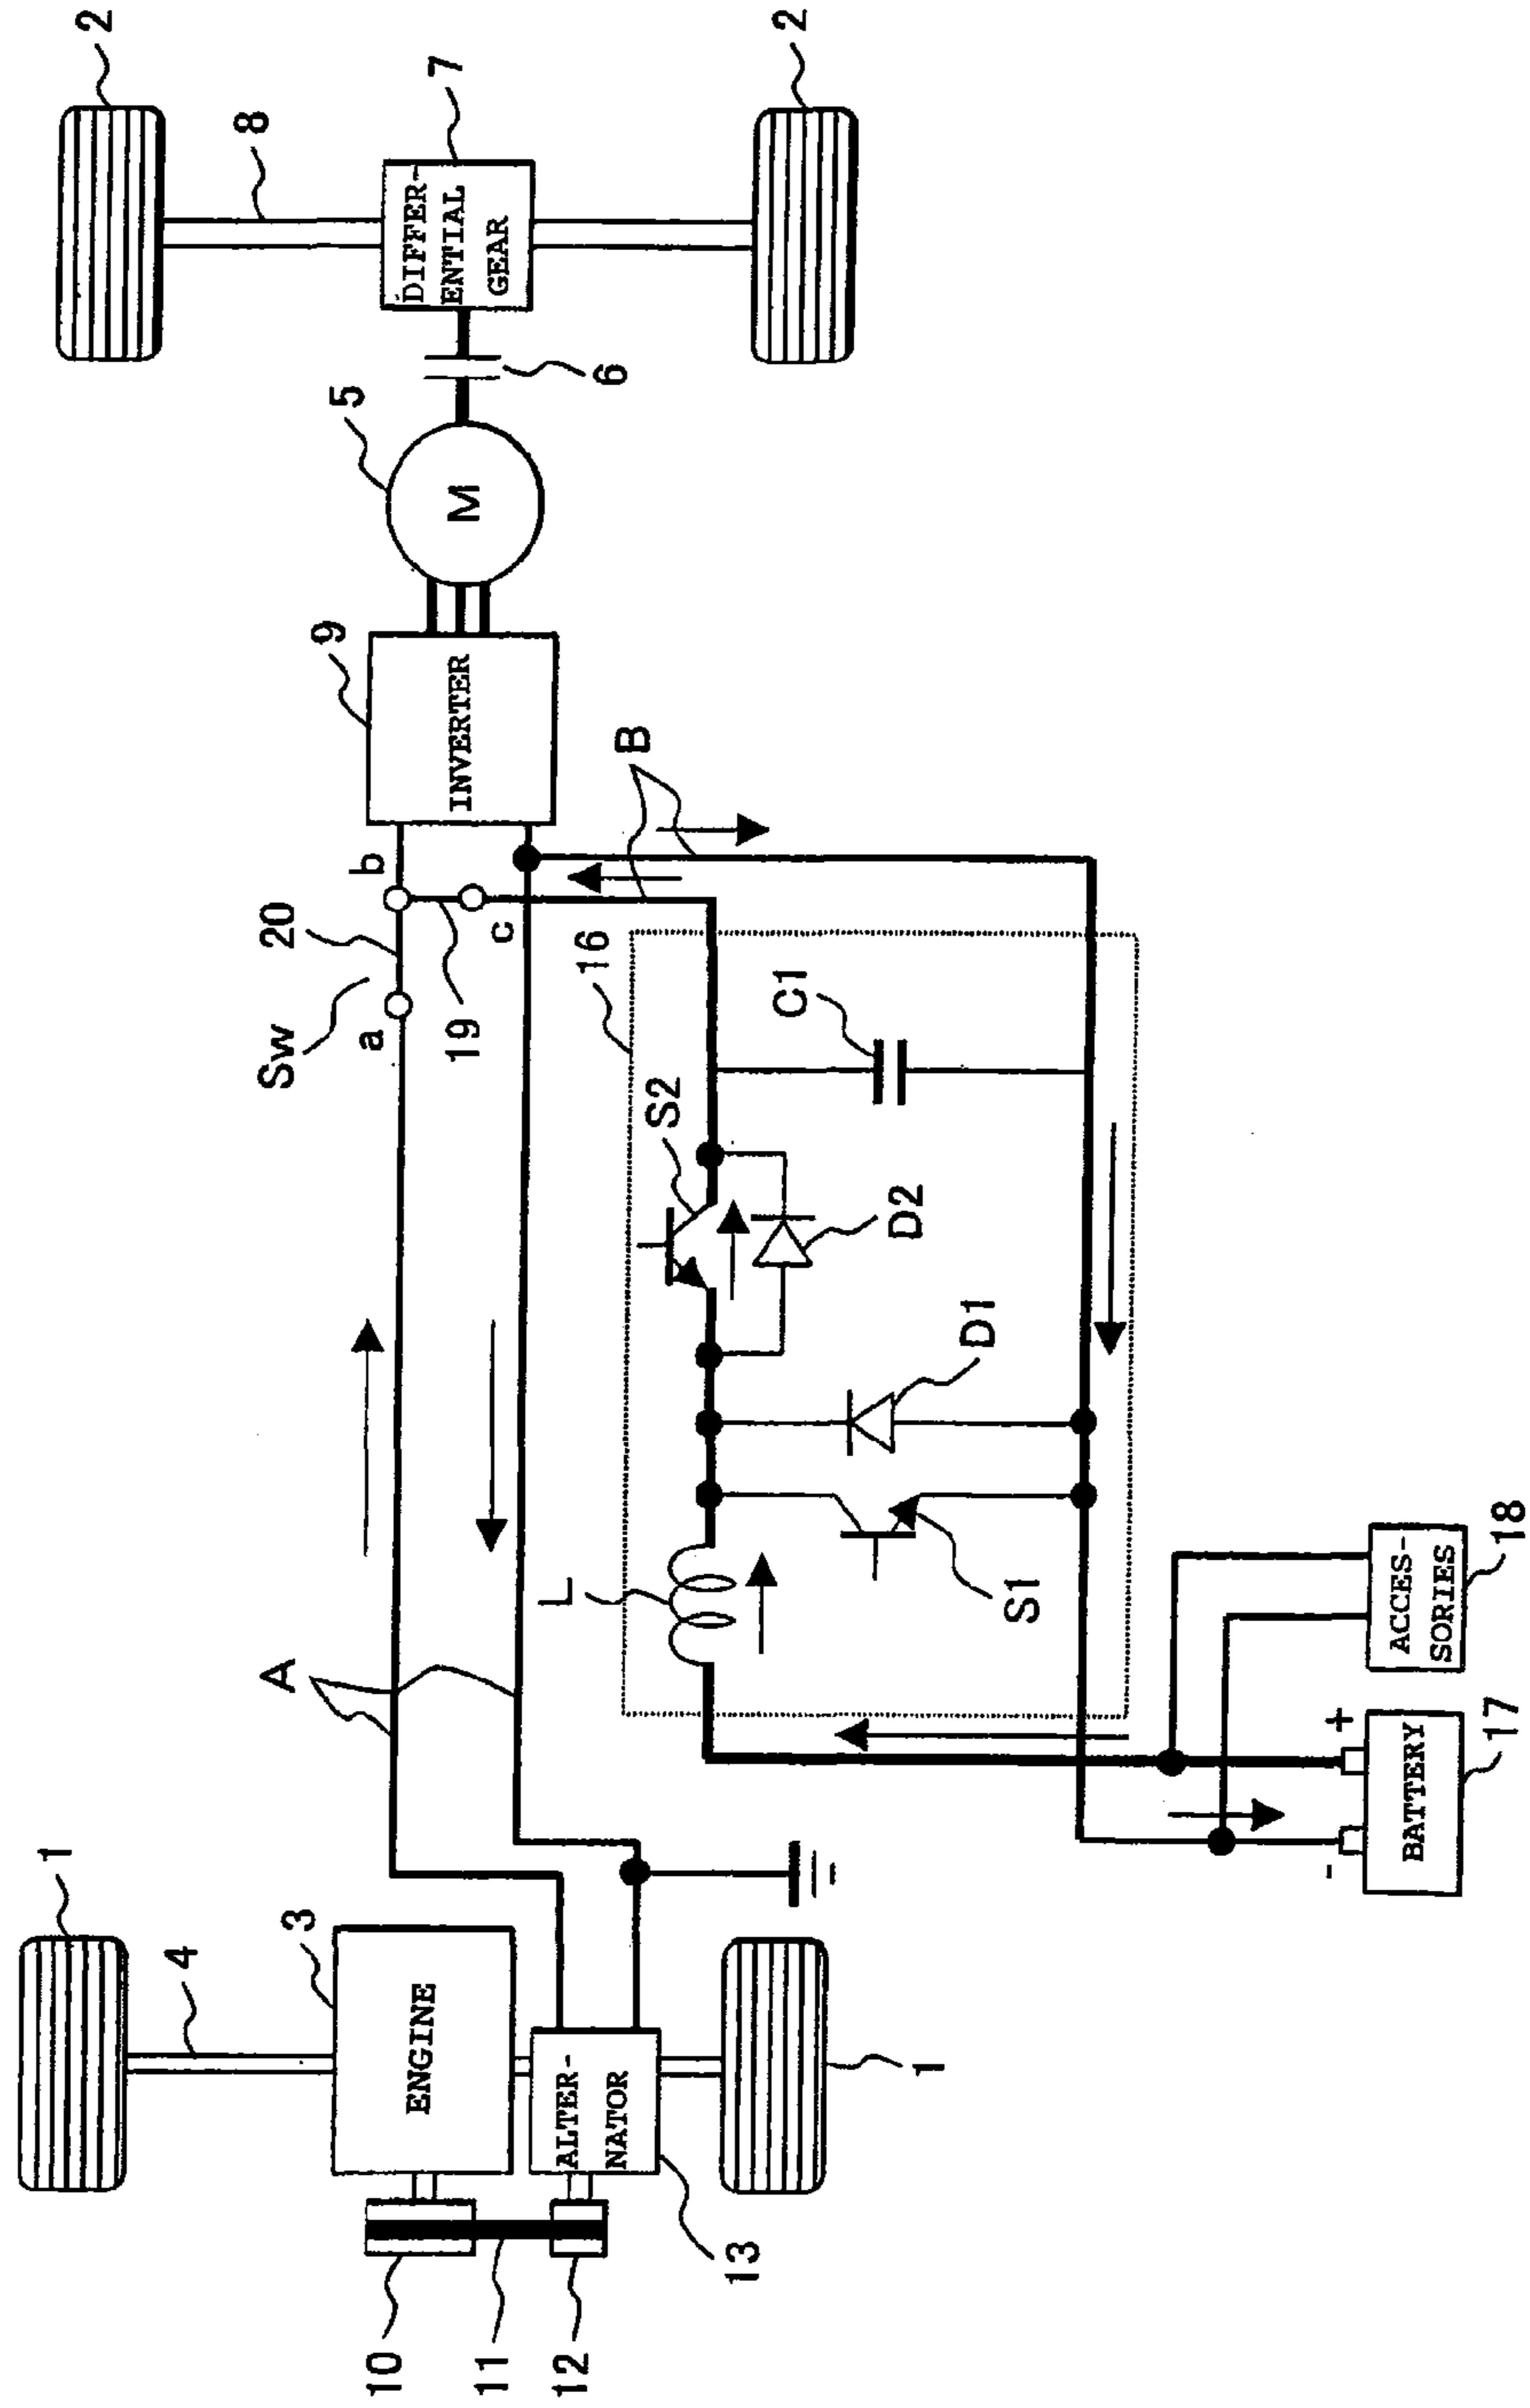 1
4
3
ENGINE
ALTER-
NATOR
1
10
11
12
13
A
Sw
20
a
b
c
19
9
INVERTER
5
M
6
8
7
DIFFER-
ENTIAL
GEAR
2
2
B
16
L
S2
D2
C1
D1
S1
+
-
BATTERY
17
ACCES-
SORIES
18